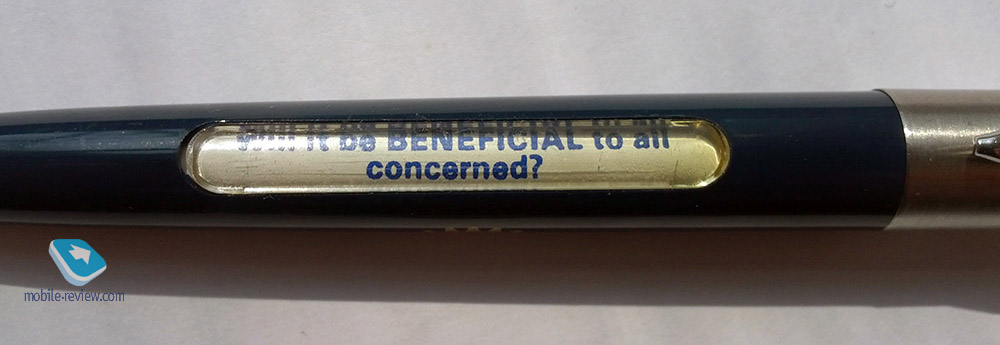 Will it be BENEFICIAL to all
concerned?
mobile-review.com